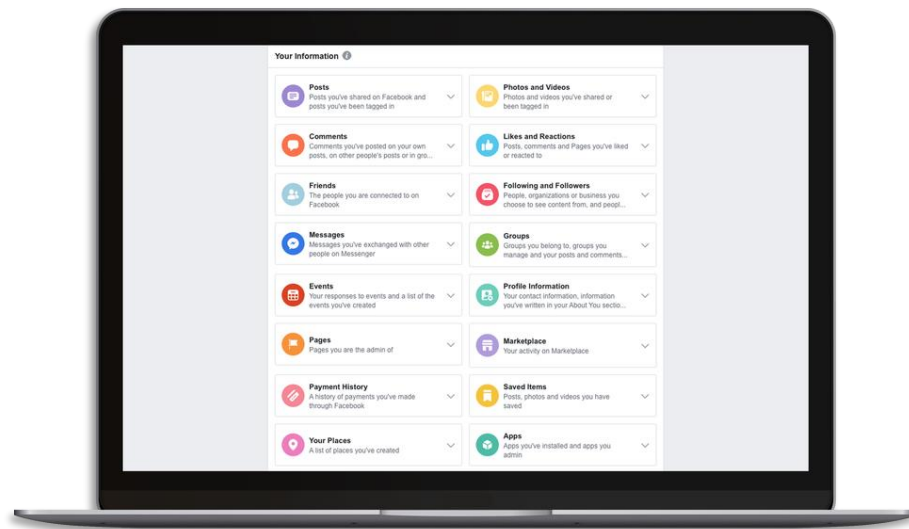 Your Information
Posts
Posts you've shared on Facebook and
posts you've been tagged in
Photos and Videos
Photos and videos you've shared or
been tagged in
Comments
Comments you've posted on your own
posts, on other people's posts or in gro...
Likes and Reactions
Posts, comments and Pages you've liked
or reacted to
Friends
The people you are connected to on
Facebook
Following and Followers
People, organizations or business you
choose to see content from, and peopl...
Messages
Messages you've exchanged with other
people on Messenger
Groups
Groups you belong to, groups you
manage and your posts and comments...
Events
Your responses to events and a list of the
events you've created
Profile Information
Your contact information, information
you've written in your About You sectio...
Pages
Pages you are the admin of
Marketplace
Your activity on Marketplace
Payment History
A history of payments you've made
through Facebook
Saved Items
Posts, photos and videos you have
saved
Your Places
A list of places you've created
Apps
Apps you've installed and apps you
admin